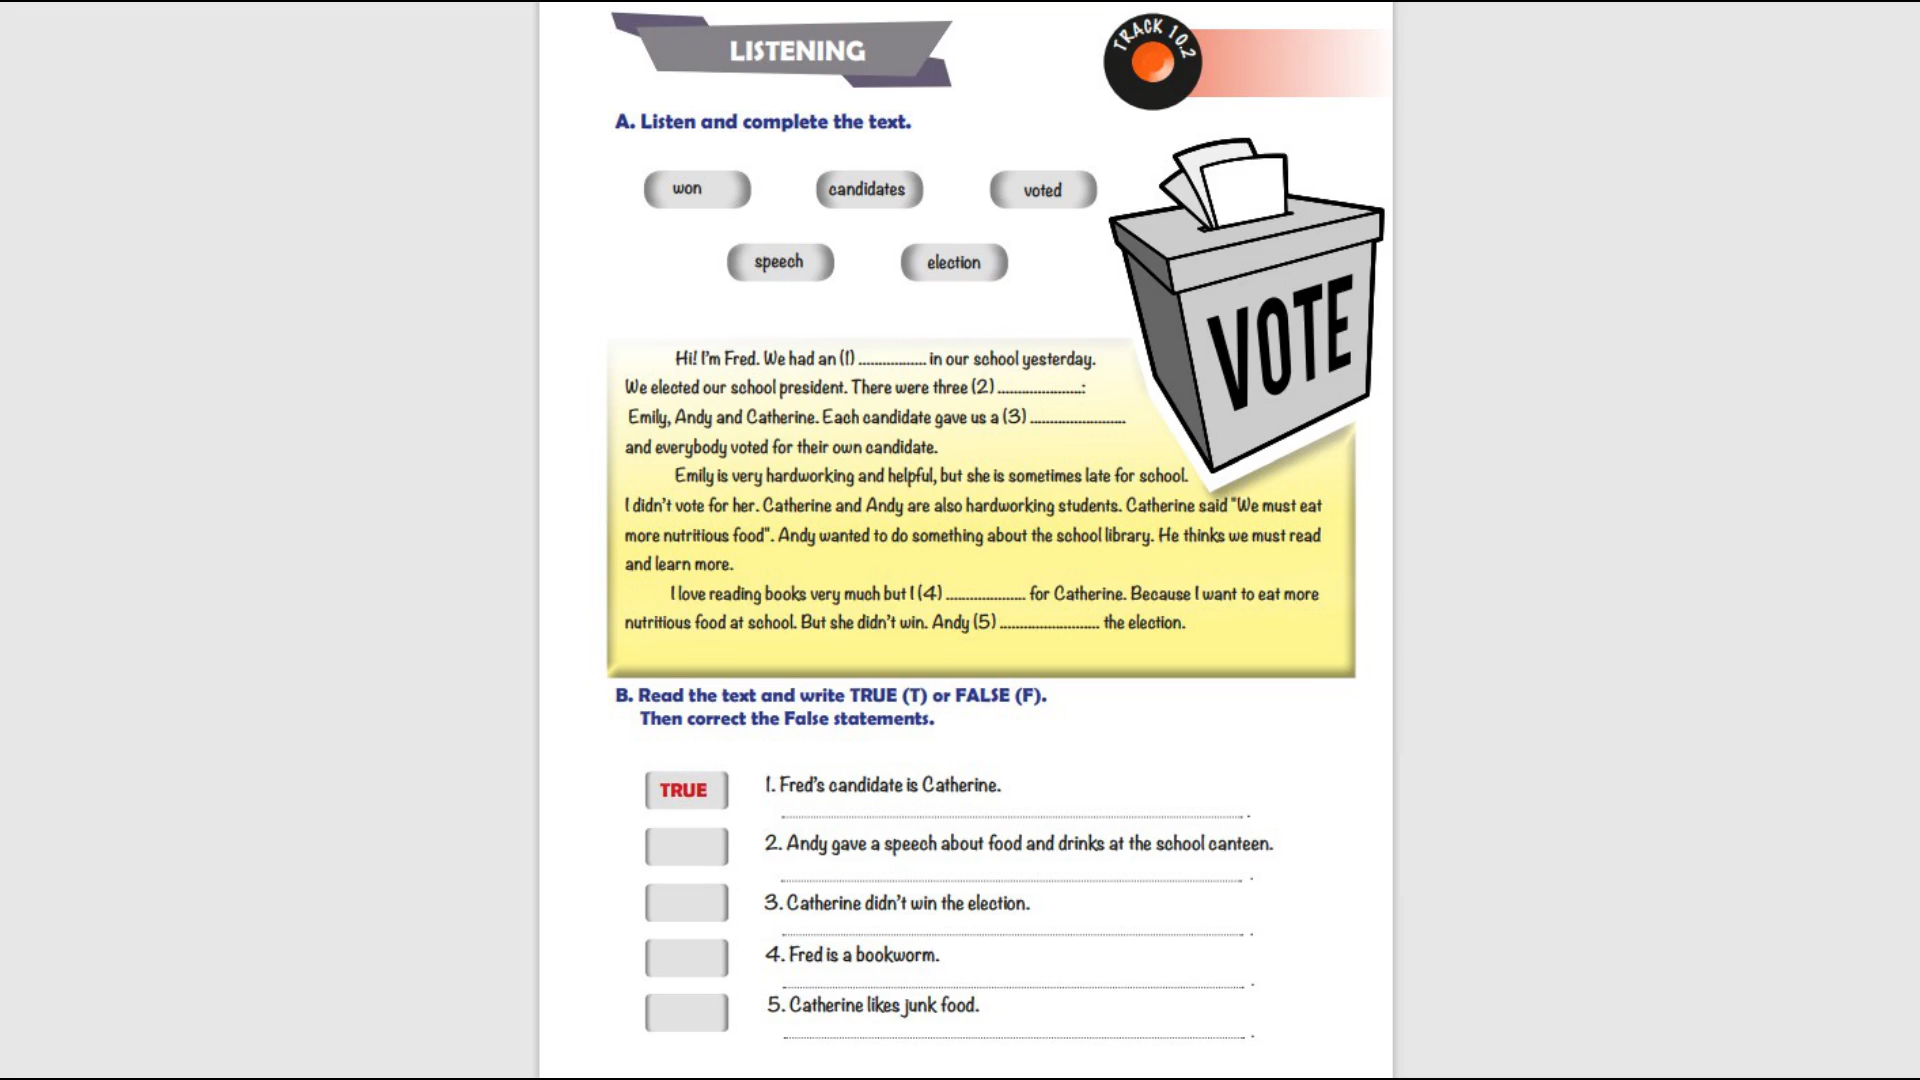 LISTENING
TRACK 10.2
A. Listen and complete the text.
won candidates voted
speech election
VOTE
Hi! I'm Fred. We had an (1) ................. in our school yesterday.
We elected our school president. There were three (2) .....................:
Emily, Andy and Catherine. Each candidate gave us a (3) ........................
and everybody voted for their own candidate.
Emily is very hardworking and helpful, but she is sometimes late for school.
I didn't vote for her. Catherine and Andy are also hardworking students. Catherine said "We must eat
more nutritious food". Andy wanted to do something about the school library. He thinks we must read
and learn more.
I love reading books very much but I (4) .................... for Catherine. Because I want to eat more
nutritious food at school. But she didn't win. Andy (5) ......................... the election.
B. Read the text and write TRUE (T) or FALSE (F).
Then correct the False statements.
TRUE 1. Fred's candidate is Catherine.
2. Andy gave a speech about food and drinks at the school canteen.
3. Catherine didn't win the election.
4. Fred is a bookworm.
5. Catherine likes junk food.